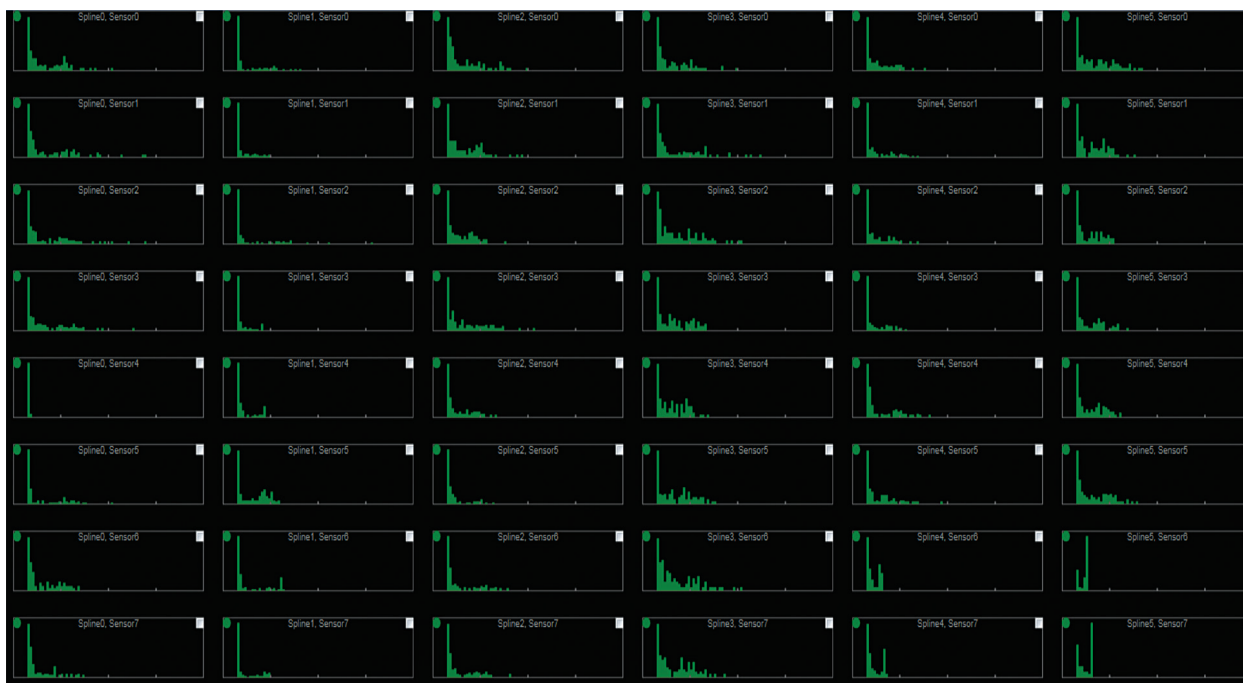 Spline0, Sensor0 Spline1, Sensor0 Spline2, Sensor0 Spline3, Sensor0 Spline4, Sensor0 Spline5, Sensor0
Spline0, Sensor1 Spline1, Sensor1 Spline2, Sensor1 Spline3, Sensor1 Spline4, Sensor1 Spline5, Sensor1
Spline0, Sensor2 Spline1, Sensor2 Spline2, Sensor2 Spline3, Sensor2 Spline4, Sensor2 Spline5, Sensor2
Spline0, Sensor3 Spline1, Sensor3 Spline2, Sensor3 Spline3, Sensor3 Spline4, Sensor3 Spline5, Sensor3
Spline0, Sensor4 Spline1, Sensor4 Spline2, Sensor4 Spline3, Sensor4 Spline4, Sensor4 Spline5, Sensor4
Spline0, Sensor5 Spline1, Sensor5 Spline2, Sensor5 Spline3, Sensor5 Spline4, Sensor5 Spline5, Sensor5
Spline0, Sensor6 Spline1, Sensor6 Spline2, Sensor6 Spline3, Sensor6 Spline4, Sensor6 Spline5, Sensor6
Spline0, Sensor7 Spline1, Sensor7 Spline2, Sensor7 Spline3, Sensor7 Spline4, Sensor7 Spline5, Sensor7